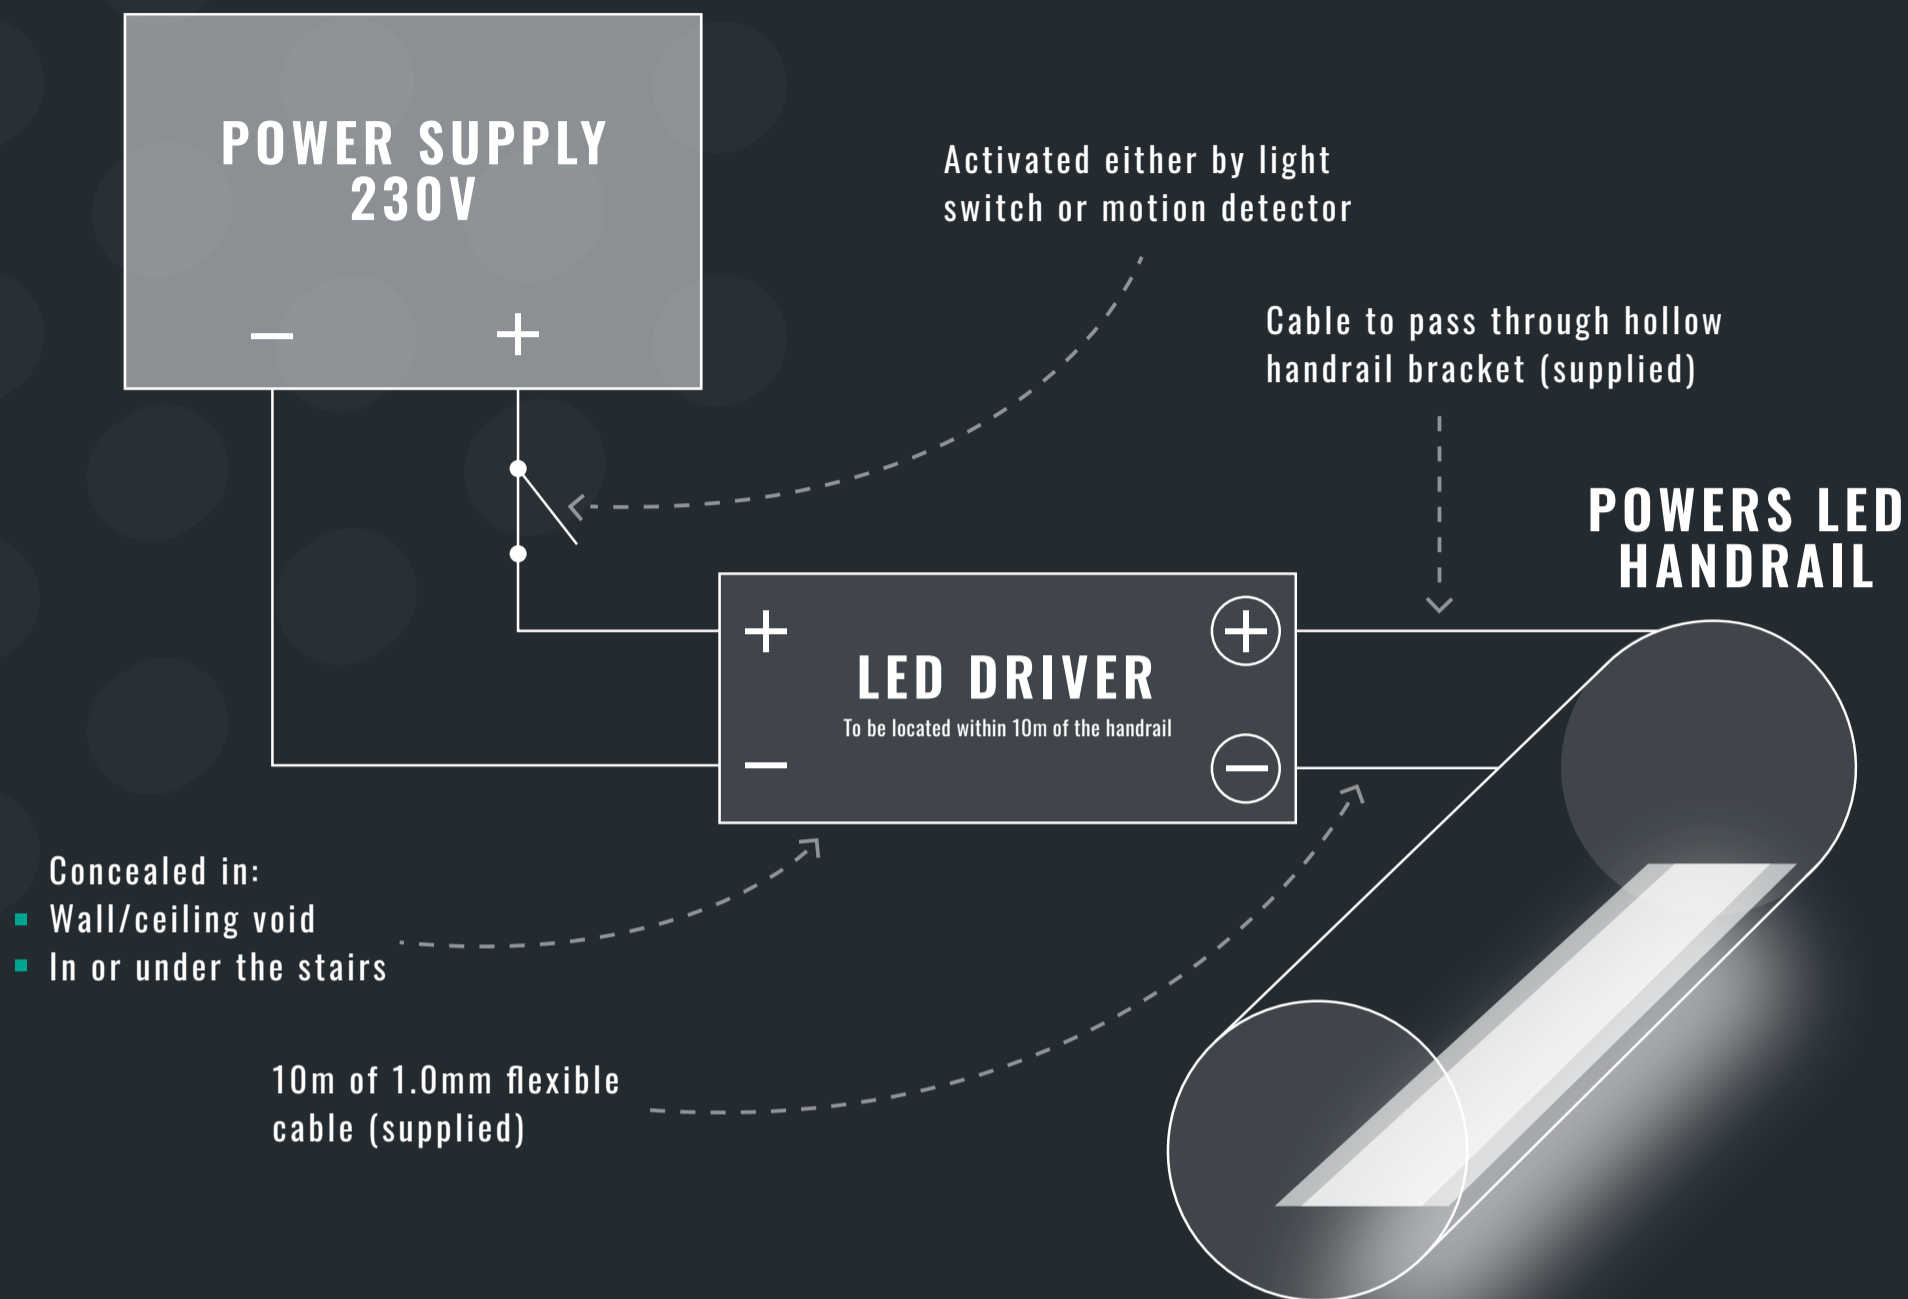 POWER SUPPLY
230V
− +
Activated either by light
switch or motion detector
Cable to pass through hollow
handrail bracket (supplied)
POWERS LED
HANDRAIL
+ +
LED DRIVER
To be located within 10m of the handrail
− −
Concealed in:
Wall/ceiling void
In or under the stairs
10m of 1.0mm flexible
cable (supplied)